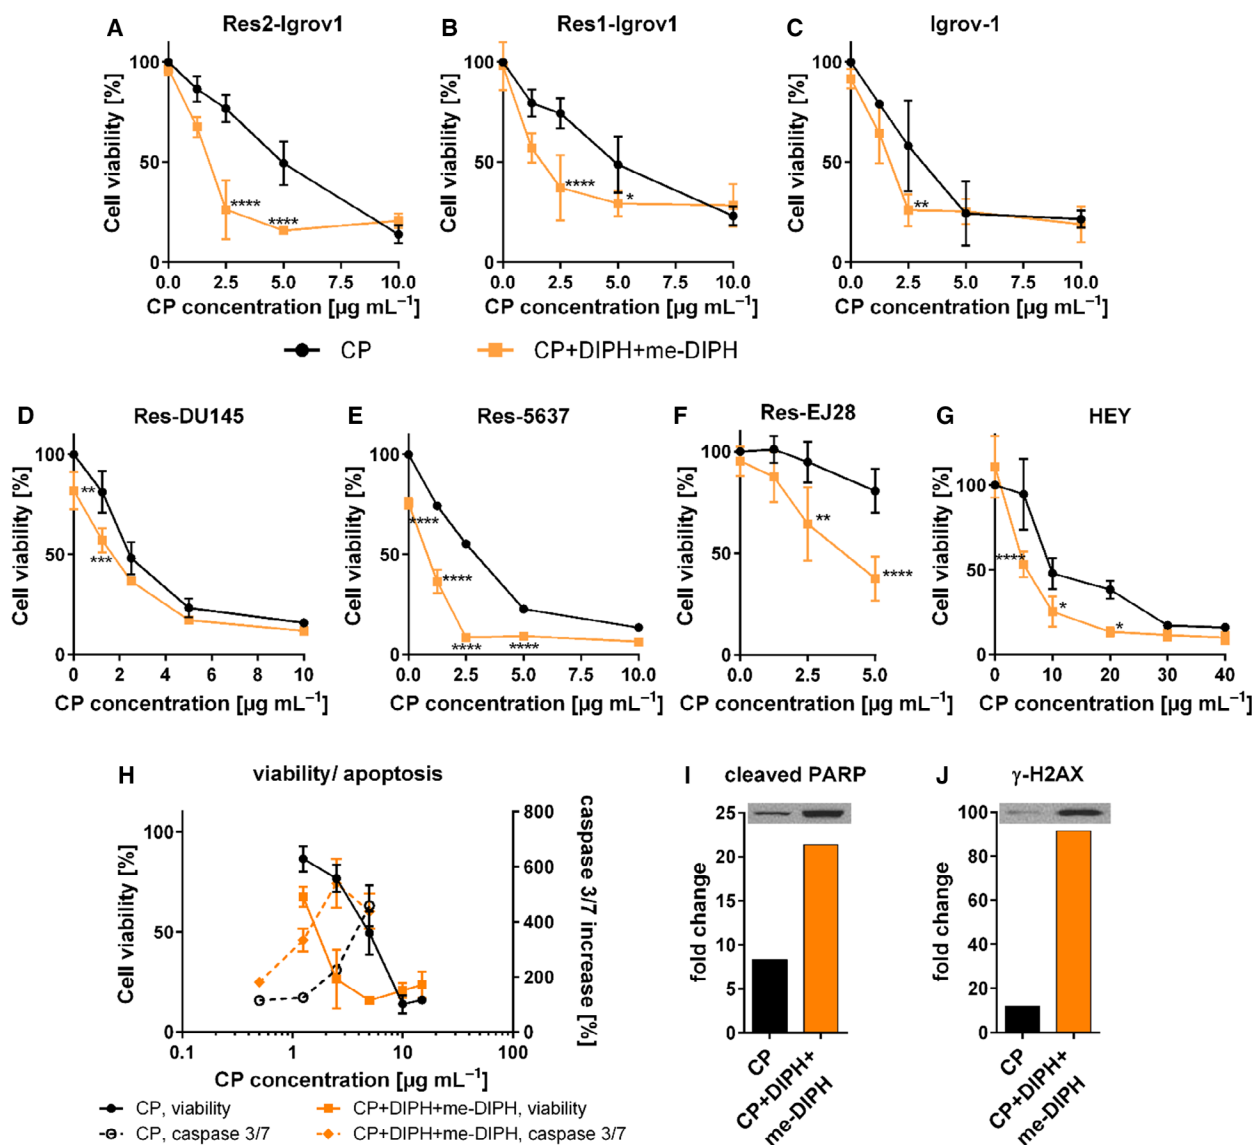 A Res2-Igrov1
Cell viability [%]
100
50
0
0.0 2.5 5.0 7.5 10.0
CP concentration [µg mL⁻¹]
****
****
B Res1-Igrov1
Cell viability [%]
100
50
0
0.0 2.5 5.0 7.5 10.0
CP concentration [µg mL⁻¹]
****
*
C Igrov-1
Cell viability [%]
100
50
0
0.0 2.5 5.0 7.5 10.0
CP concentration [µg mL⁻¹]
**
CP CP+DIPH+me-DIPH
D Res-DU145
Cell viability [%]
100
50
0
0 2 4 6 8 10
CP concentration [µg mL⁻¹]
**
***
E Res-5637
Cell viability [%]
100
50
0
0.0 2.5 5.0 7.5 10.0
CP concentration [µg mL⁻¹]
****
****
****
****
F Res-EJ28
Cell viability [%]
100
50
0
0.0 2.5 5.0
CP concentration [µg mL⁻¹]
**
****
G HEY
Cell viability [%]
100
50
0
0 10 20 30 40
CP concentration [µg mL⁻¹]
****
*
*
H viability/ apoptosis
Cell viability [%]
100
50
0
0.1 1 10 100
CP concentration [µg mL⁻¹]
800
600
400
200
0
caspase 3/7 increase [%]
CP, viability CP+DIPH+me-DIPH, viability
CP, caspase 3/7 CP+DIPH+me-DIPH, caspase 3/7
I cleaved PARP
fold change
25
20
15
10
5
0
CP
CP+DIPH+
me-DIPH
J γ-H2AX
fold change
100
80
60
40
20
0
CP
CP+DIPH+
me-DIPH